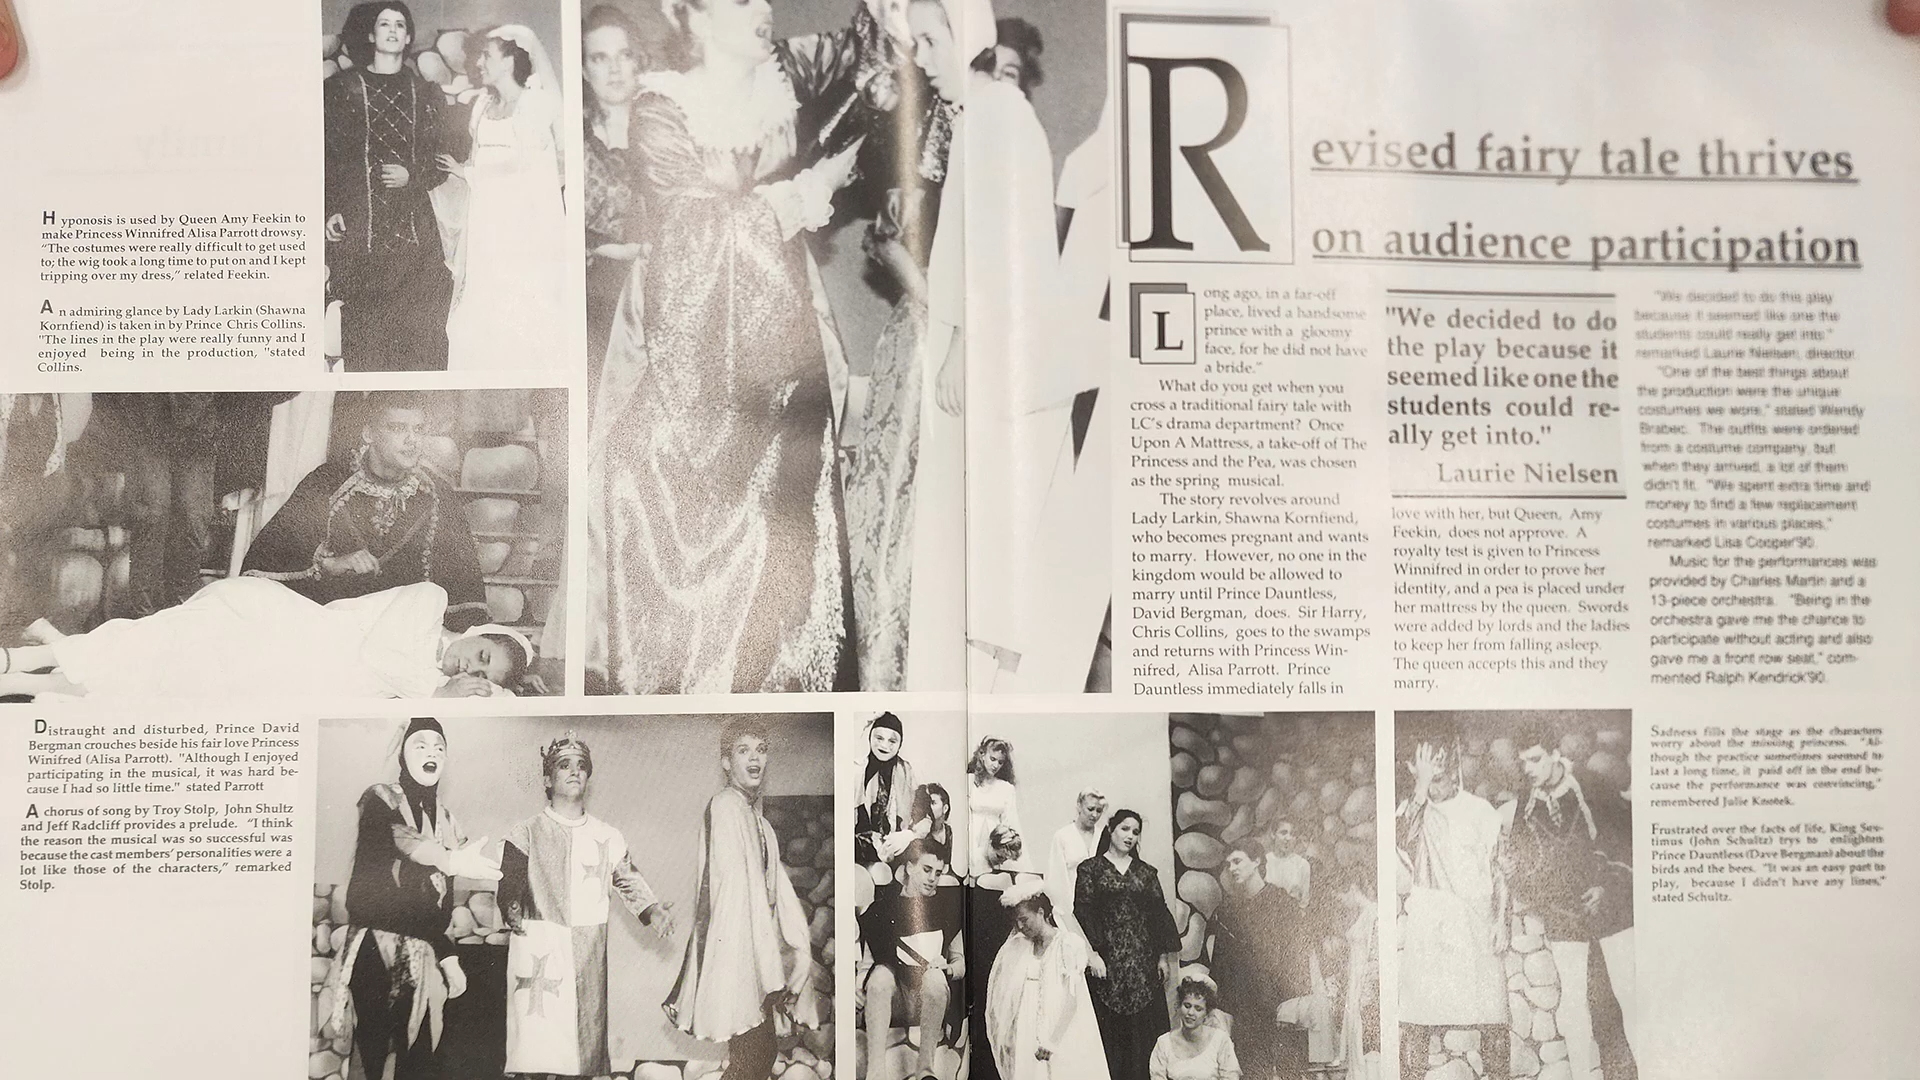 Hyponosis is used by Queen Amy Feekin to
make Princess Winnifred Alisa Parrott drowsy.
"The costumes were really difficult to get used
to; the wig took a long time to put on and I kept
tripping over my dress," related Feekin.
An admiring glance by Lady Larkin (Shawna
Kornfiend) is taken in by Prince Chris Collins.
"The lines in the play were really funny and I
enjoyed being in the production, "stated
Collins.
Distraught and disturbed, Prince David
Bergman crouches beside his fair love Princess
Winifred (Alisa Parrott). "Although I enjoyed
participating in the musical, it was hard be-
cause I had so little time." stated Parrott
A chorus of song by Troy Stolp, John Shultz
and Jeff Radcliff provides a prelude. "I think
the reason the musical was so successful was
because the cast members' personalities were a
lot like those of the characters," remarked
Stolp.
Revised fairy tale thrives
on audience participation
Long ago, in a far-off
place, lived a handsome
prince with a gloomy
face, for he did not have
a bride."
What do you get when you
cross a traditional fairy tale with
LC's drama department? Once
Upon A Mattress, a take-off of The
Princess and the Pea, was chosen
as the spring musical.
The story revolves around
Lady Larkin, Shawna Kornfiend,
who becomes pregnant and wants
to marry. However, no one in the
kingdom would be allowed to
marry until Prince Dauntless,
David Bergman, does. Sir Harry,
Chris Collins, goes to the swamps
and returns with Princess Win-
nifred, Alisa Parrott. Prince
Dauntless immediately falls in
"We decided to do
the play because it
seemed like one the
students could re-
ally get into."
Laurie Nielsen
love with her, but Queen, Amy
Feekin, does not approve. A
royalty test is given to Princess
Winnifred in order to prove her
identity, and a pea is placed under
her mattress by the queen. Swords
were added by lords and the ladies
to keep her from falling asleep.
The queen accepts this and they
marry.
"We decided to do this play
because it seemed like one the
students could really get into."
remarked Laurie Nielsen, director.
"One of the best things about
the production were the unique
costumes we wore," stated Wendy
Brabec. The outfits were ordered
from a costume company, but
when they arrived, a lot of them
didn't fit. "We spent extra time and
money to find a few replacement
costumes in various places."
remarked Lisa Cooper'90.
Music for the performances was
provided by Charles Martin and a
13-piece orchestra. "Being in the
orchestra gave me the chance to
participate without acting and also
gave me a front row seat," com-
mented Ralph Kendrick'90.
Sadness fills the stage as the characters
worry about the missing princess. "Al-
though the practice sometimes seemed to
last a long time, it paid off in the end be-
cause the performance was convincing,"
remembered Julie Knotek.
Frustrated over the facts of life, King Sex-
timus (John Schultz) trys to enlighten
Prince Dauntless (Dave Bergman) about the
birds and the bees. "It was an easy part to
play, because I didn't have any lines,"
stated Schultz.